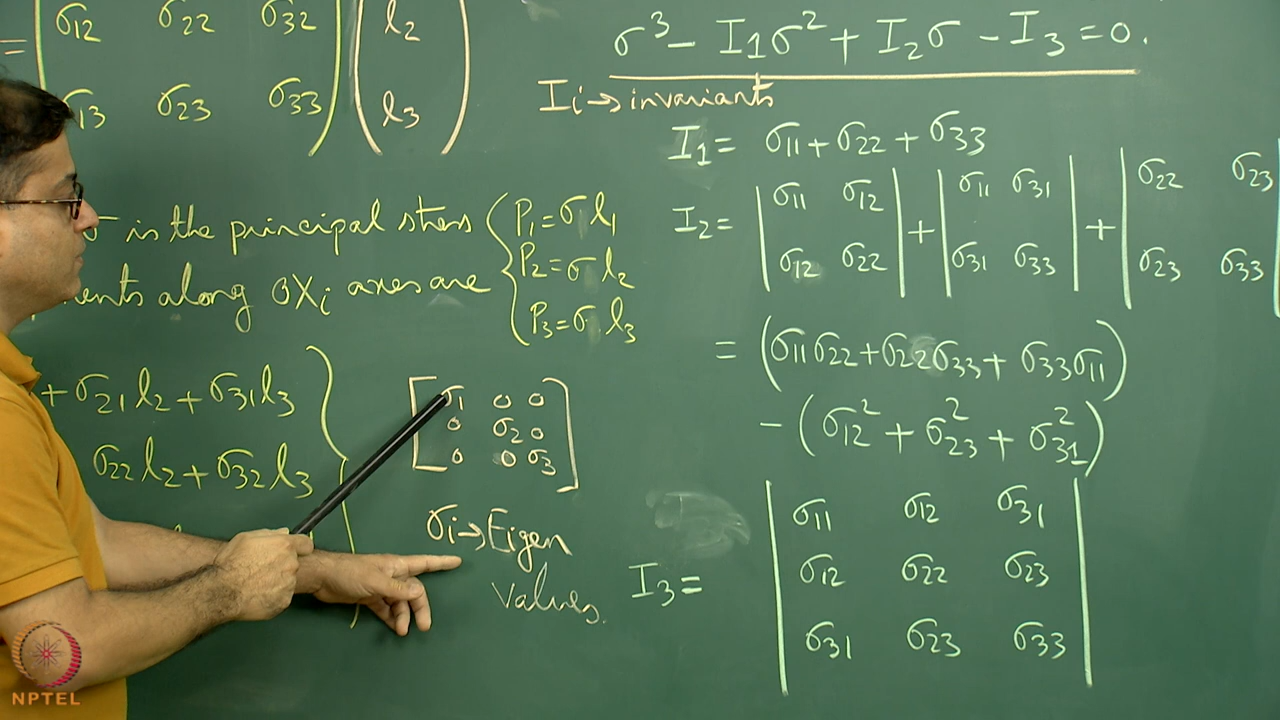 = σ12 σ22 σ32 l2
σ13 σ23 σ33 l3
σ is the principal stress
along OXi axes are
P1 = σ l1
P2 = σ l2
P3 = σ l3
+ σ21 l2 + σ31 l3
σ22 l2 + σ32 l3
σ1 0 0
0 σ2 0
0 0 σ3
σi → Eigen
values.
σ³ – I1σ² + I2σ – I3 = 0.
Ii → invariants
I1 = σ11 + σ22 + σ33
I2 = |σ11 σ12| + |σ11 σ31| + |σ22 σ23|
|σ12 σ22| |σ31 σ33| |σ23 σ33|
= (σ11σ22 + σ22σ33 + σ33σ11)
– (σ12² + σ23² + σ31²)
σ11 σ12 σ31
I3 = σ12 σ22 σ23
σ31 σ23 σ33
NPTEL